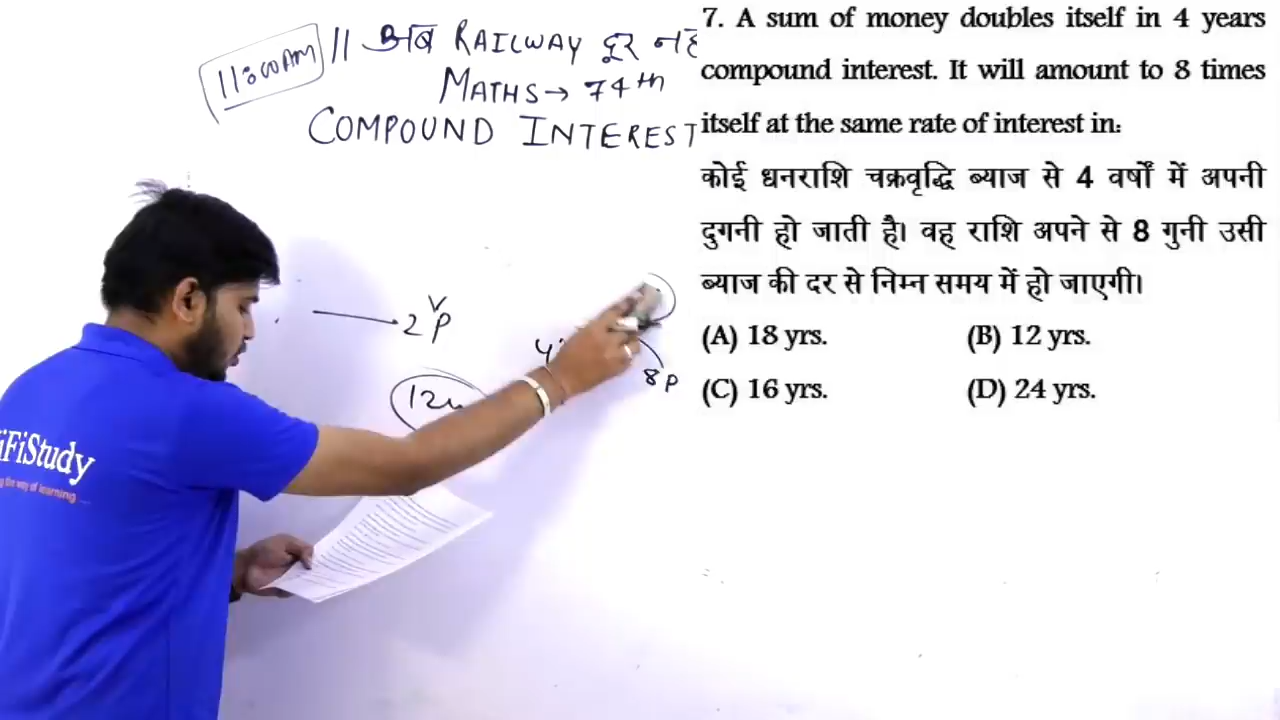 11:00AM // अब RAILWAY दूर नह
MATHS → 74th
COMPOUND INTEREST
7. A sum of money doubles itself in 4 years
compound interest. It will amount to 8 times
itself at the same rate of interest in:
कोई धनराशि चक्रवृद्धि ब्याज से 4 वर्षों में अपनी
दुगनी हो जाती है। वह राशि अपने से 8 गुनी उसी
ब्याज की दर से निम्न समय में हो जाएगी।
(A) 18 yrs. (B) 12 yrs.
(C) 16 yrs. (D) 24 yrs.
2P
8P
iFiStudy